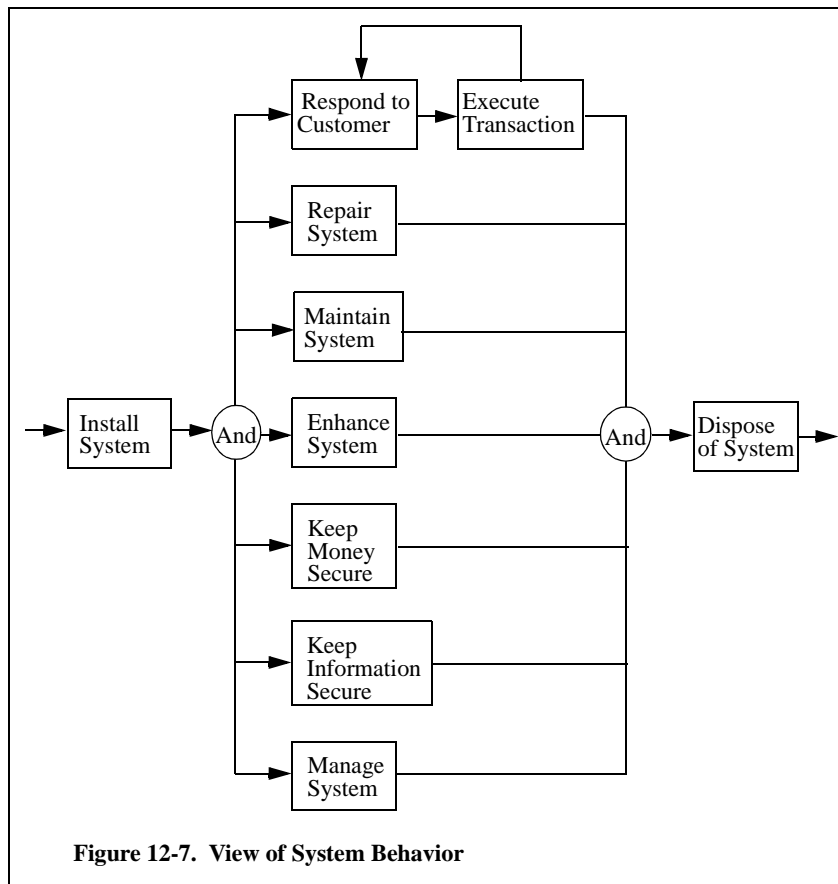 Respond to
Customer
Execute
Transaction
Repair
System
Maintain
System
Install
System
And
Enhance
System
And
Dispose
of System
Keep
Money
Secure
Keep
Information
Secure
Manage
System
Figure 12-7. View of System Behavior